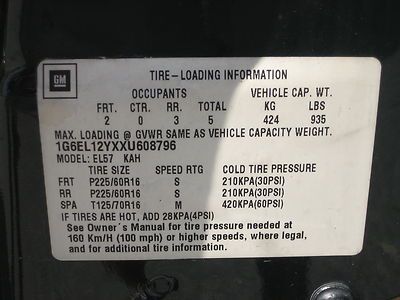 GM
TIRE-LOADING INFORMATION
OCCUPANTS VEHICLE CAP. WT.
FRT. CTR. RR. TOTAL KG LBS
2 0 3 5 424 935
MAX. LOADING @ GVWR SAME AS VEHICLE CAPACITY WEIGHT.
1G6EL12YXXU608796
MODEL: EL57 KAH
TIRE SIZE SPEED RTG COLD TIRE PRESSURE
FRT P225/60R16 S 210KPA(30PSI)
RR P225/60R16 S 210KPA(30PSI)
SPA T125/70R16 M 420KPA(60PSI)
IF TIRES ARE HOT, ADD 28KPA(4PSI)
See Owner's Manual for tire pressure needed at
160 Km/H (100 mph) or higher speeds, where legal,
and for additional tire information.